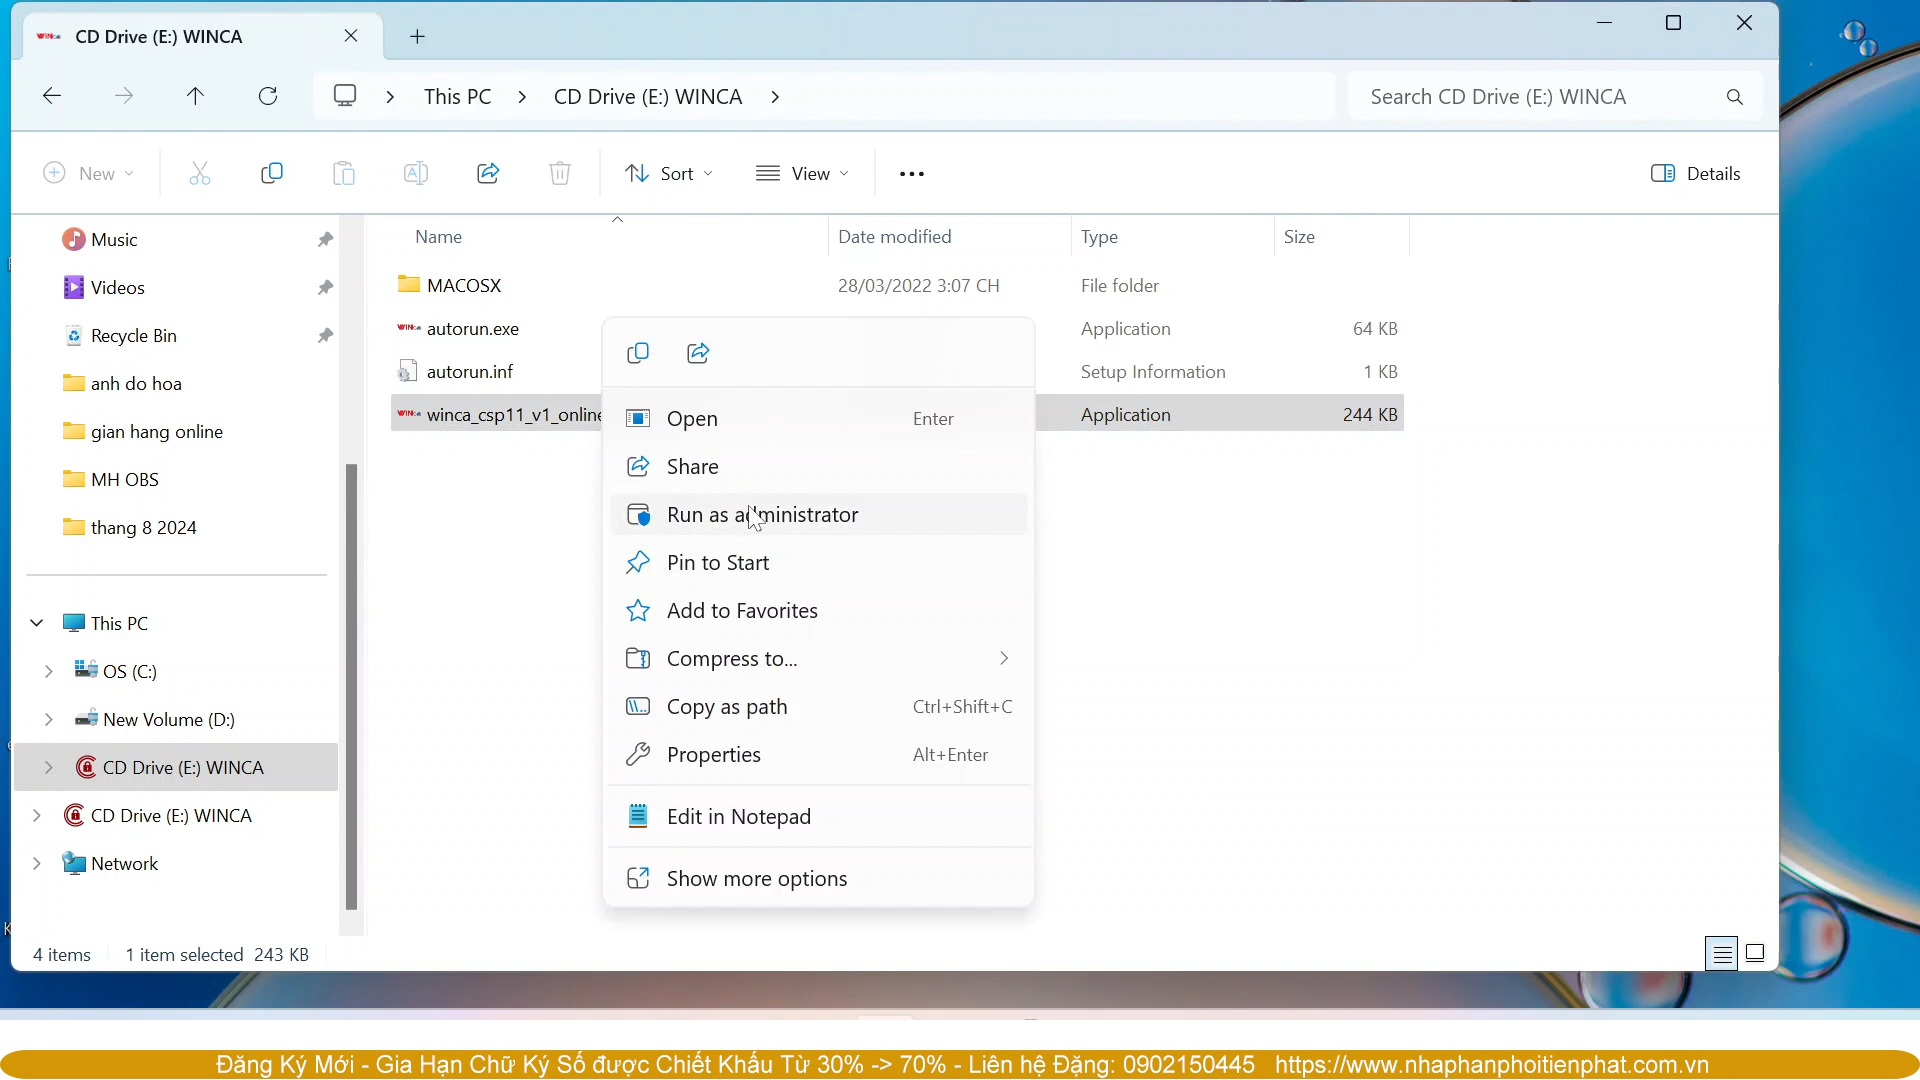 CD Drive (E:) WINCA
This PC
CD Drive (E:) WINCA
Search CD Drive (E:) WINCA
New
Sort
View
Details
Music
Videos
Recycle Bin
anh do hoa
gian hang online
MH OBS
thang 8 2024
This PC
OS (C:)
New Volume (D:)
CD Drive (E:) WINCA
CD Drive (E:) WINCA
Network
Name Date modified Type Size
MACOSX 28/03/2022 3:07 CH File folder
autorun.exe Application 64 KB
autorun.inf Setup Information 1 KB
winca_csp11_v1_online Application 244 KB
Open Enter
Share
Run as administrator
Pin to Start
Add to Favorites
Compress to...
Copy as path Ctrl+Shift+C
Properties Alt+Enter
Edit in Notepad
Show more options
4 items 1 item selected 243 KB
Đăng Ký Mới - Gia Hạn Chữ Ký Số được Chiết Khấu Từ 30% -> 70% - Liên hệ Đặng: 0902150445 https://www.nhaphanphoitienphat.com.vn